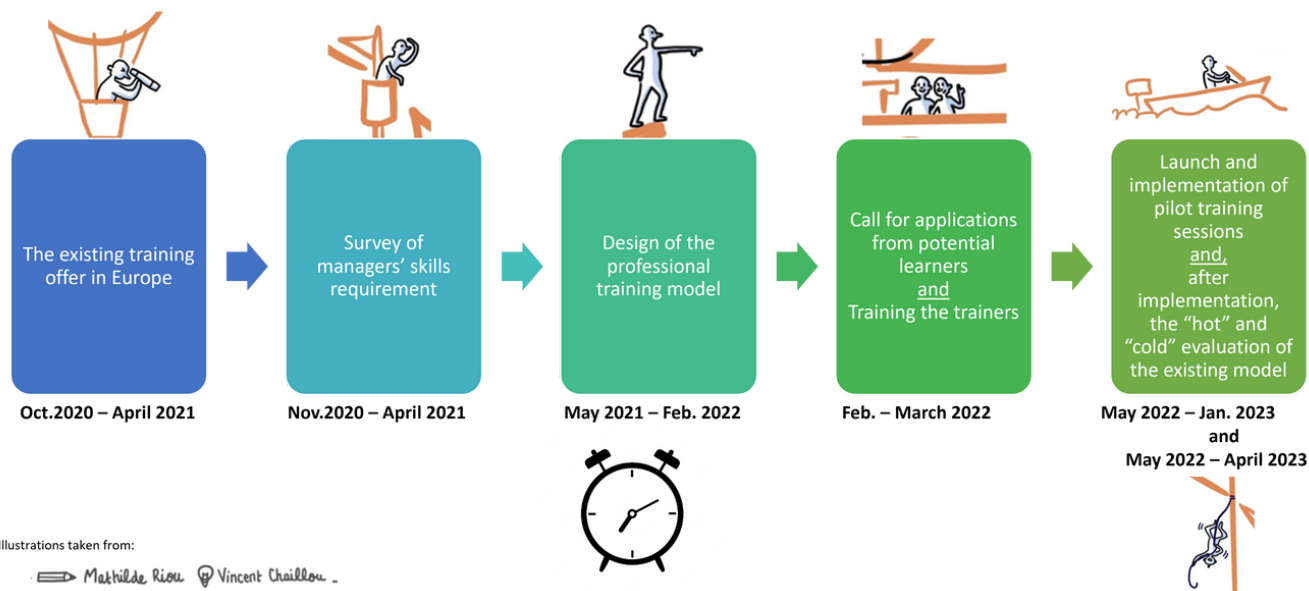 The existing training
offer in Europe
Survey of
managers’ skills
requirement
Design of the
professional
training model
Call for applications
from potential
learners
and
Training the trainers
Launch and
implementation of
pilot training
sessions
and,
after
implementation,
the “hot” and
“cold” evaluation of
the existing model
Oct.2020 – April 2021
Nov.2020 – April 2021
May 2021 – Feb. 2022
Feb. – March 2022
May 2022 – Jan. 2023
and
May 2022 – April 2023
Illustrations taken from:
Mathilde Riou
Vincent Chaillou